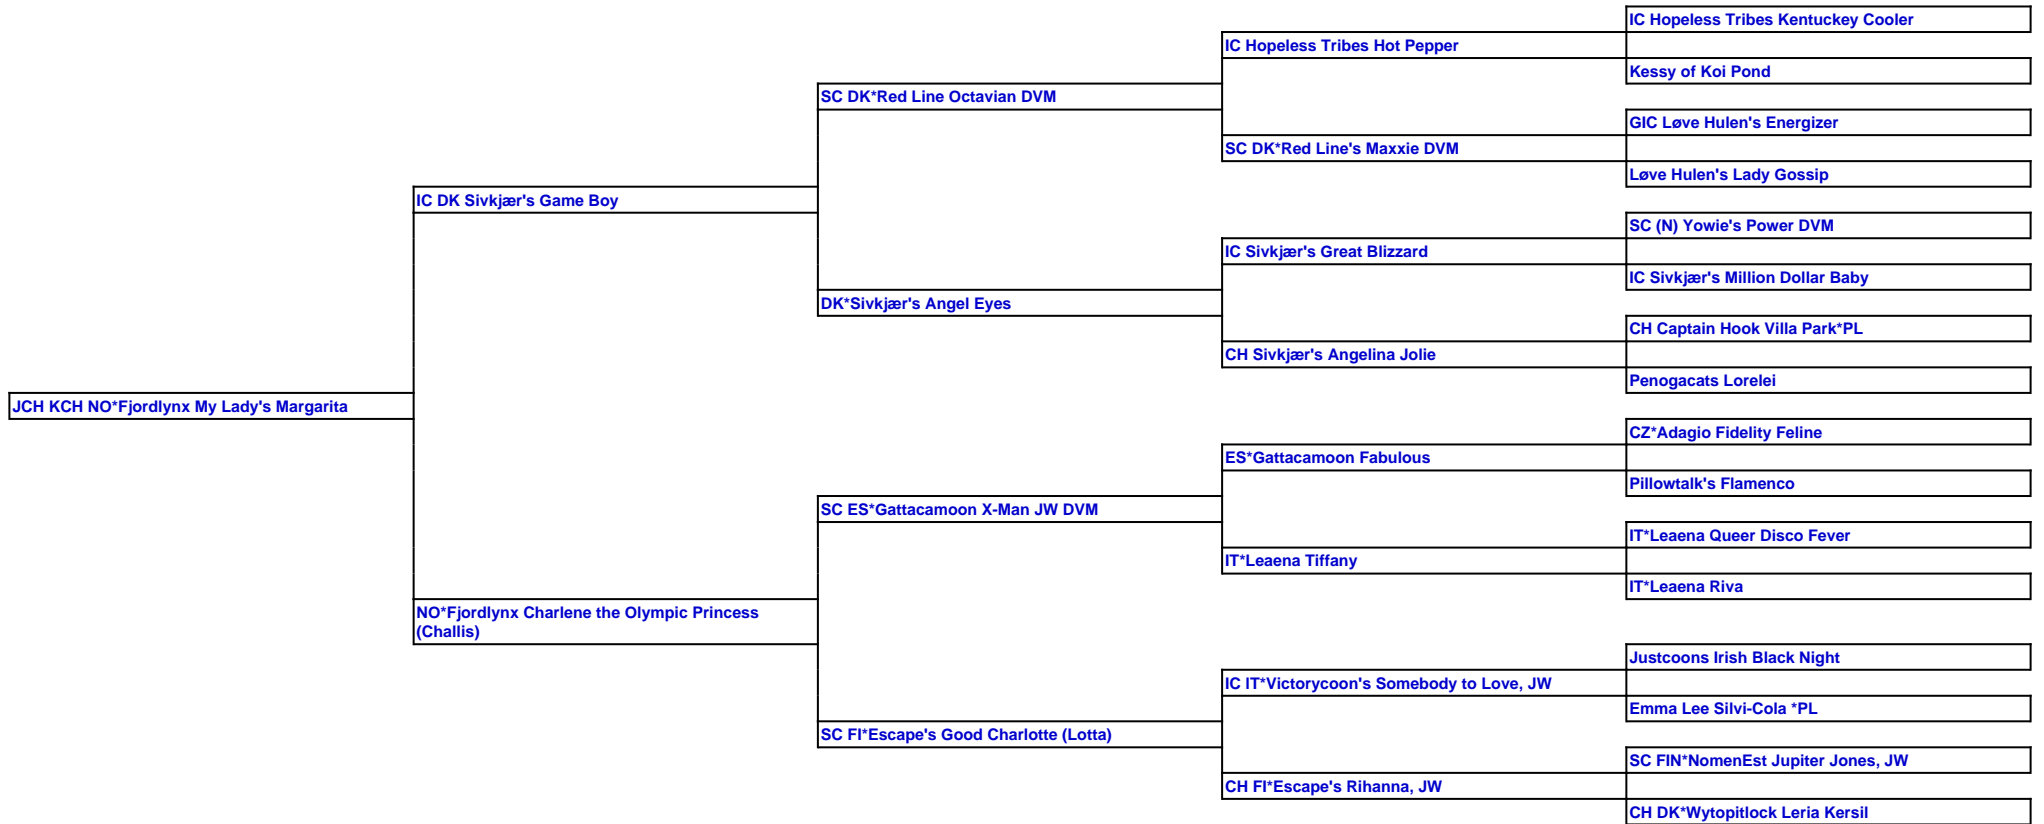 IC Hopeless Tribes Kentuckey Cooler
IC Hopeless Tribes Hot Pepper
Kessy of Koi Pond
SC DK*Red Line Octavian DVM
GIC Løve Hulen's Energizer
SC DK*Red Line's Maxxie DVM
Løve Hulen's Lady Gossip
IC DK Sivkjær's Game Boy
SC (N) Yowie's Power DVM
IC Sivkjær's Great Blizzard
IC Sivkjær's Million Dollar Baby
DK*Sivkjær's Angel Eyes
CH Captain Hook Villa Park*PL
CH Sivkjær's Angelina Jolie
Penogacats Lorelei
JCH KCH NO*Fjordlynx My Lady's Margarita
CZ*Adagio Fidelity Feline
ES*Gattacamoon Fabulous
Pillowtalk's Flamenco
SC ES*Gattacamoon X-Man JW DVM
IT*Leaena Queer Disco Fever
IT*Leaena Tiffany
IT*Leaena Riva
NO*Fjordlynx Charlene the Olympic Princess
(Challis)
Justcoons Irish Black Night
IC IT*Victorycoon's Somebody to Love, JW
Emma Lee Silvi-Cola *PL
SC FI*Escape's Good Charlotte (Lotta)
SC FIN*NomenEst Jupiter Jones, JW
CH FI*Escape's Rihanna, JW
CH DK*Wytopitlock Leria Kersil